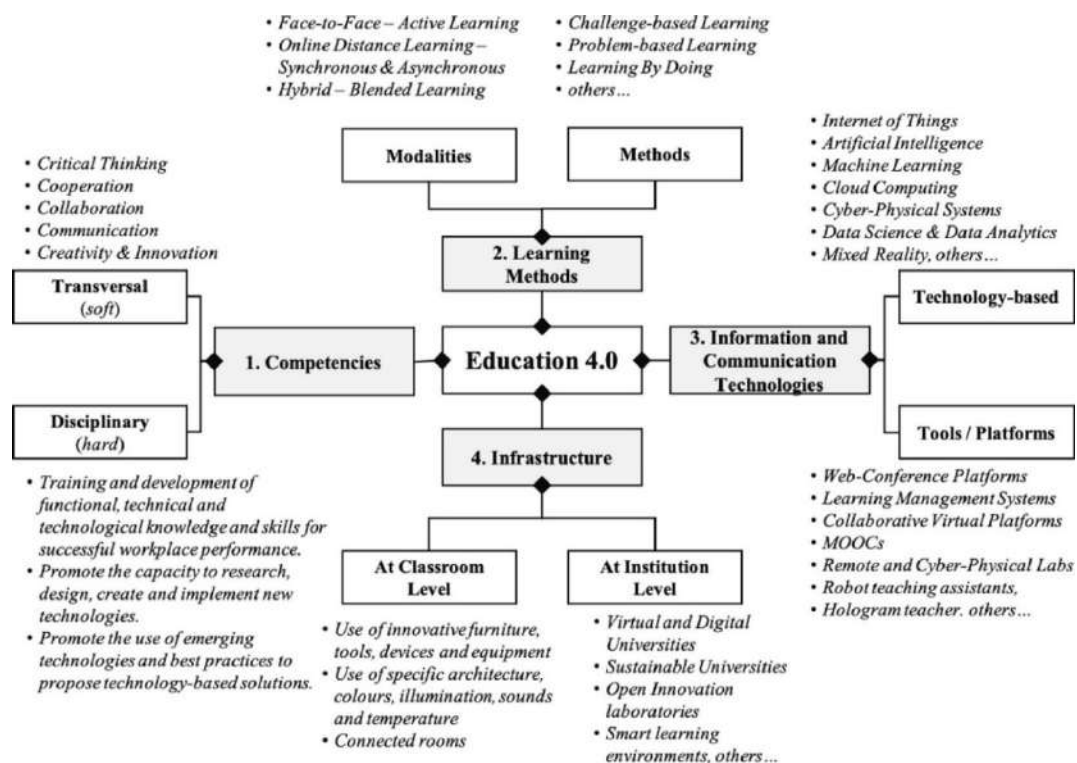 • Face-to-Face – Active Learning
• Online Distance Learning –
Synchronous & Asynchronous
• Hybrid – Blended Learning
• Challenge-based Learning
• Problem-based Learning
• Learning By Doing
• others…
Modalities
Methods
• Critical Thinking
• Cooperation
• Collaboration
• Communication
• Creativity & Innovation
• Internet of Things
• Artificial Intelligence
• Machine Learning
• Cloud Computing
• Cyber-Physical Systems
• Data Science & Data Analytics
• Mixed Reality, others…
2. Learning
Methods
Transversal
(soft)
Technology-based
1. Competencies
Education 4.0
3. Information and
Communication
Technologies
Disciplinary
(hard)
Tools / Platforms
4. Infrastructure
• Training and development of
functional, technical and
technological knowledge and skills for
successful workplace performance.
• Promote the capacity to research,
design, create and implement new
technologies.
• Promote the use of emerging
technologies and best practices to
propose technology-based solutions.
At Classroom
Level
At Institution
Level
• Use of innovative furniture,
tools, devices and equipment
• Use of specific architecture,
colours, illumination, sounds
and temperature
• Connected rooms
• Virtual and Digital
Universities
• Sustainable Universities
• Open Innovation
laboratories
• Smart learning
environments, others…
• Web-Conference Platforms
• Learning Management Systems
• Collaborative Virtual Platforms
• MOOCs
• Remote and Cyber-Physical Labs
• Robot teaching assistants,
• Hologram teacher. others…